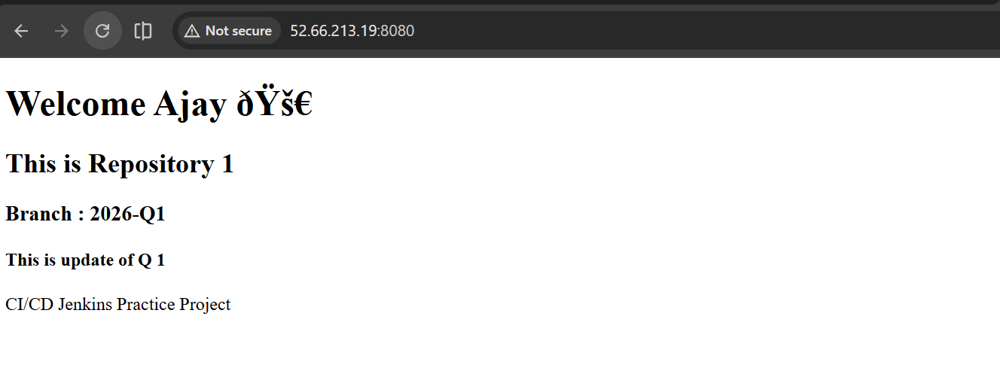 Not secure 52.66.213.19:8080
Welcome Ajay 🚀
This is Repository 1
Branch : 2026-Q1
This is update of Q 1
CI/CD Jenkins Practice Project